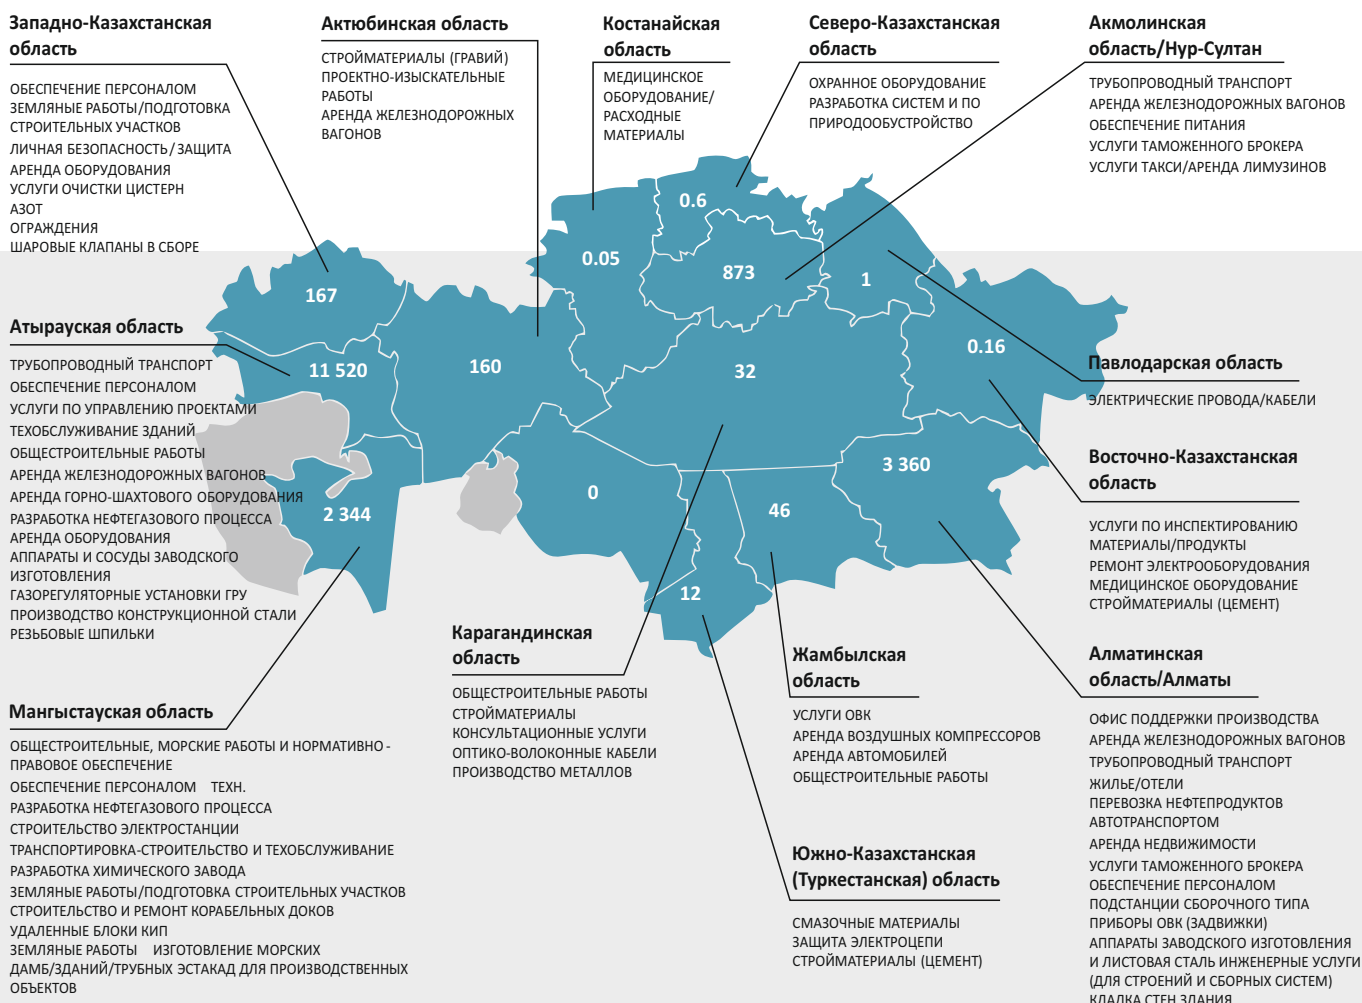 Западно-Казахстанская
область
ОБЕСПЕЧЕНИЕ ПЕРСОНАЛОМ
ЗЕМЛЯНЫЕ РАБОТЫ/ПОДГОТОВКА
СТРОИТЕЛЬНЫХ УЧАСТКОВ
ЛИЧНАЯ БЕЗОПАСНОСТЬ/ЗАЩИТА
АРЕНДА ОБОРУДОВАНИЯ
УСЛУГИ ОЧИСТКИ ЦИСТЕРН
АЗОТ
ОГРАЖДЕНИЯ
ШАРОВЫЕ КЛАПАНЫ В СБОРЕ
Актюбинская область
СТРОЙМАТЕРИАЛЫ (ГРАВИЙ)
ПРОЕКТНО-ИЗЫСКАТЕЛЬНЫЕ
РАБОТЫ
АРЕНДА ЖЕЛЕЗНОДОРОЖНЫХ
ВАГОНОВ
Костанайская
область
МЕДИЦИНСКОЕ
ОБОРУДОВАНИЕ/
РАСХОДНЫЕ
МАТЕРИАЛЫ
Северо-Казахстанская
область
ОХРАННОЕ ОБОРУДОВАНИЕ
РАЗРАБОТКА СИСТЕМ И ПО
ПРИРОДООБУСТРОЙСТВО
Акмолинская
область/Нур-Султан
ТРУБОПРОВОДНЫЙ ТРАНСПОРТ
АРЕНДА ЖЕЛЕЗНОДОРОЖНЫХ ВАГОНОВ
ОБЕСПЕЧЕНИЕ ПИТАНИЯ
УСЛУГИ ТАМОЖЕННОГО БРОКЕРА
УСЛУГИ ТАКСИ/АРЕНДА ЛИМУЗИНОВ
0.6
0.05
873
1
167
0.16
11 520
160
32
3 360
0
46
2 344
12
Атырауская область
ТРУБОПРОВОДНЫЙ ТРАНСПОРТ
ОБЕСПЕЧЕНИЕ ПЕРСОНАЛОМ
УСЛУГИ ПО УПРАВЛЕНИЮ ПРОЕКТАМИ
ТЕХОБСЛУЖИВАНИЕ ЗДАНИЙ
ОБЩЕСТРОИТЕЛЬНЫЕ РАБОТЫ
АРЕНДА ЖЕЛЕЗНОДОРОЖНЫХ ВАГОНОВ
АРЕНДА ГОРНО-ШАХТОВОГО ОБОРУДОВАНИЯ
РАЗРАБОТКА НЕФТЕГАЗОВОГО ПРОЦЕССА
АРЕНДА ОБОРУДОВАНИЯ
АППАРАТЫ И СОСУДЫ ЗАВОДСКОГО
ИЗГОТОВЛЕНИЯ
ГАЗОРЕГУЛЯТОРНЫЕ УСТАНОВКИ ГРУ
ПРОИЗВОДСТВО КОНСТРУКЦИОННОЙ СТАЛИ
РЕЗЬБОВЫЕ ШПИЛЬКИ
Павлодарская область
ЭЛЕКТРИЧЕСКИЕ ПРОВОДА/КАБЕЛИ
Восточно-Казахстанская
область
УСЛУГИ ПО ИНСПЕКТИРОВАНИЮ
МАТЕРИАЛЫ/ПРОДУКТЫ
РЕМОНТ ЭЛЕКТРООБОРУДОВАНИЯ
МЕДИЦИНСКОЕ ОБОРУДОВАНИЕ
СТРОЙМАТЕРИАЛЫ (ЦЕМЕНТ)
Мангыстауская область
ОБЩЕСТРОИТЕЛЬНЫЕ, МОРСКИЕ РАБОТЫ И НОРМАТИВНО -
ПРАВОВОЕ ОБЕСПЕЧЕНИЕ
ОБЕСПЕЧЕНИЕ ПЕРСОНАЛОМ ТЕХН.
РАЗРАБОТКА НЕФТЕГАЗОВОГО ПРОЦЕССА
СТРОИТЕЛЬСТВО ЭЛЕКТРОСТАНЦИИ
ТРАНСПОРТИРОВКА-СТРОИТЕЛЬСТВО И ТЕХОБСЛУЖИВАНИЕ
РАЗРАБОТКА ХИМИЧЕСКОГО ЗАВОДА
ЗЕМЛЯНЫЕ РАБОТЫ/ПОДГОТОВКА СТРОИТЕЛЬНЫХ УЧАСТКОВ
СТРОИТЕЛЬСТВО И РЕМОНТ КОРАБЕЛЬНЫХ ДОКОВ
УДАЛЕННЫЕ БЛОКИ КИП
ЗЕМЛЯНЫЕ РАБОТЫ ИЗГОТОВЛЕНИЕ МОРСКИХ
ДАМБ/ЗДАНИЙ/ТРУБНЫХ ЭСТАКАД ДЛЯ ПРОИЗВОДСТВЕННЫХ
ОБЪЕКТОВ
Карагандинская
область
ОБЩЕСТРОИТЕЛЬНЫЕ РАБОТЫ
СТРОЙМАТЕРИАЛЫ
КОНСУЛЬТАЦИОННЫЕ УСЛУГИ
ОПТИКО-ВОЛОКОННЫЕ КАБЕЛИ
ПРОИЗВОДСТВО МЕТАЛЛОВ
Жамбылская
область
УСЛУГИ ОВК
АРЕНДА ВОЗДУШНЫХ КОМПРЕССОРОВ
АРЕНДА АВТОМОБИЛЕЙ
ОБЩЕСТРОИТЕЛЬНЫЕ РАБОТЫ
Южно-Казахстанская
(Туркестанская) область
СМАЗОЧНЫЕ МАТЕРИАЛЫ
ЗАЩИТА ЭЛЕКТРОЦЕПИ
СТРОЙМАТЕРИАЛЫ (ЦЕМЕНТ)
Алматинская
область/Алматы
ОФИС ПОДДЕРЖКИ ПРОИЗВОДСТВА
АРЕНДА ЖЕЛЕЗНОДОРОЖНЫХ ВАГОНОВ
ТРУБОПРОВОДНЫЙ ТРАНСПОРТ
ЖИЛЬЕ/ОТЕЛИ
ПЕРЕВОЗКА НЕФТЕПРОДУКТОВ
АВТОТРАНСПОРТОМ
АРЕНДА НЕДВИЖИМОСТИ
УСЛУГИ ТАМОЖЕННОГО БРОКЕРА
ОБЕСПЕЧЕНИЕ ПЕРСОНАЛОМ
ПОДСТАНЦИИ СБОРОЧНОГО ТИПА
ПРИБОРЫ ОВК (ЗАДВИЖКИ)
АППАРАТЫ ЗАВОДСКОГО ИЗГОТОВЛЕНИЯ
И ЛИСТОВАЯ СТАЛЬ ИНЖЕНЕРНЫЕ УСЛУГИ
(ДЛЯ СТРОЕНИЙ И СБОРНЫХ СИСТЕМ)
КЛАДКА СТЕН ЗДАНИЯ